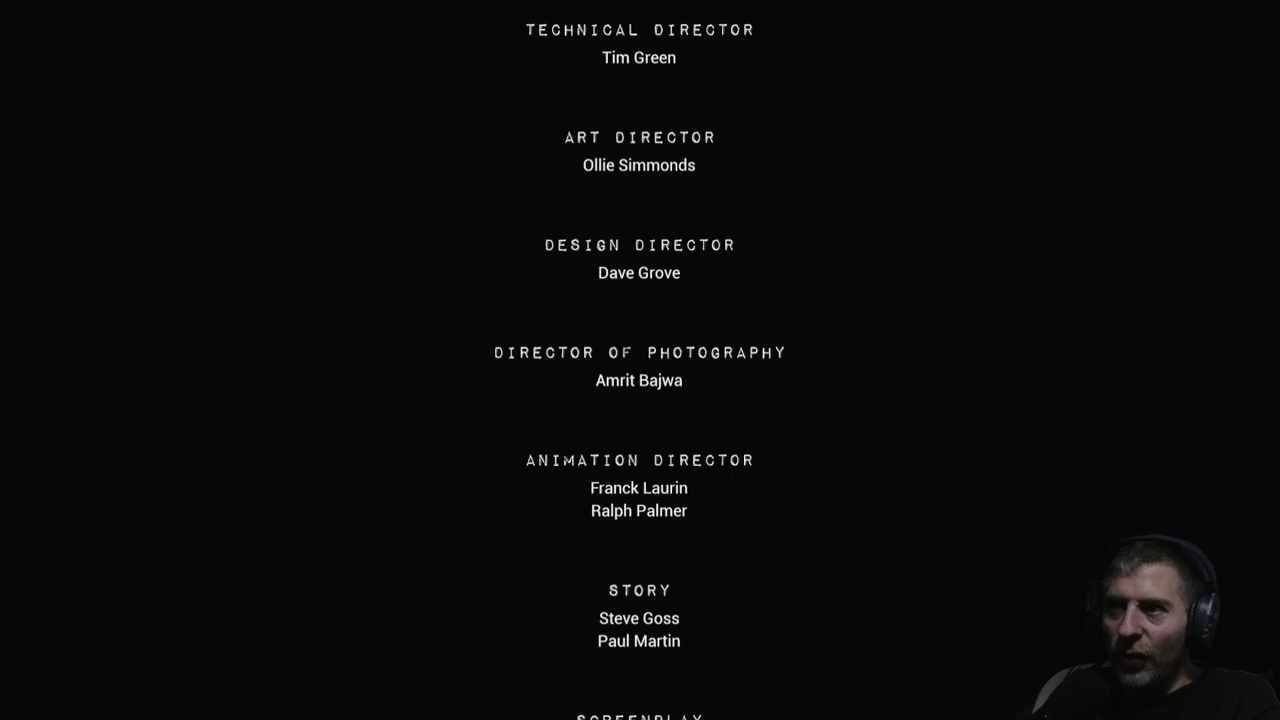 TECHNICAL DIRECTOR
Tim Green
ART DIRECTOR
Ollie Simmonds
DESIGN DIRECTOR
Dave Grove
DIRECTOR OF PHOTOGRAPHY
Amrit Bajwa
ANIMATION DIRECTOR
Franck Laurin
Ralph Palmer
STORY
Steve Goss
Paul Martin
SCREENPLAY